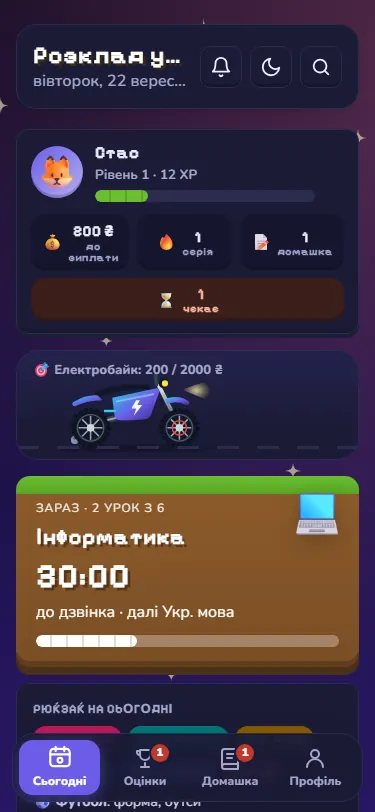 Розклад у...
вівторок, 22 верес...
Отао
Рівень 1 · 12 XP
800 ₴
до
виплати
1
серія
1
домашка
1
чекає
Електробайк: 200 / 2000 ₴
ЗАРАЗ · 2 УРОК З 6
Інформатика
30:00
до дзвінка · далі Укр. мова
РЮКЗАК НА СЬОГОДНІ
1
1
Сьогодні
Оцінки
Домашка
Профіль
Футбол: форма, бутси